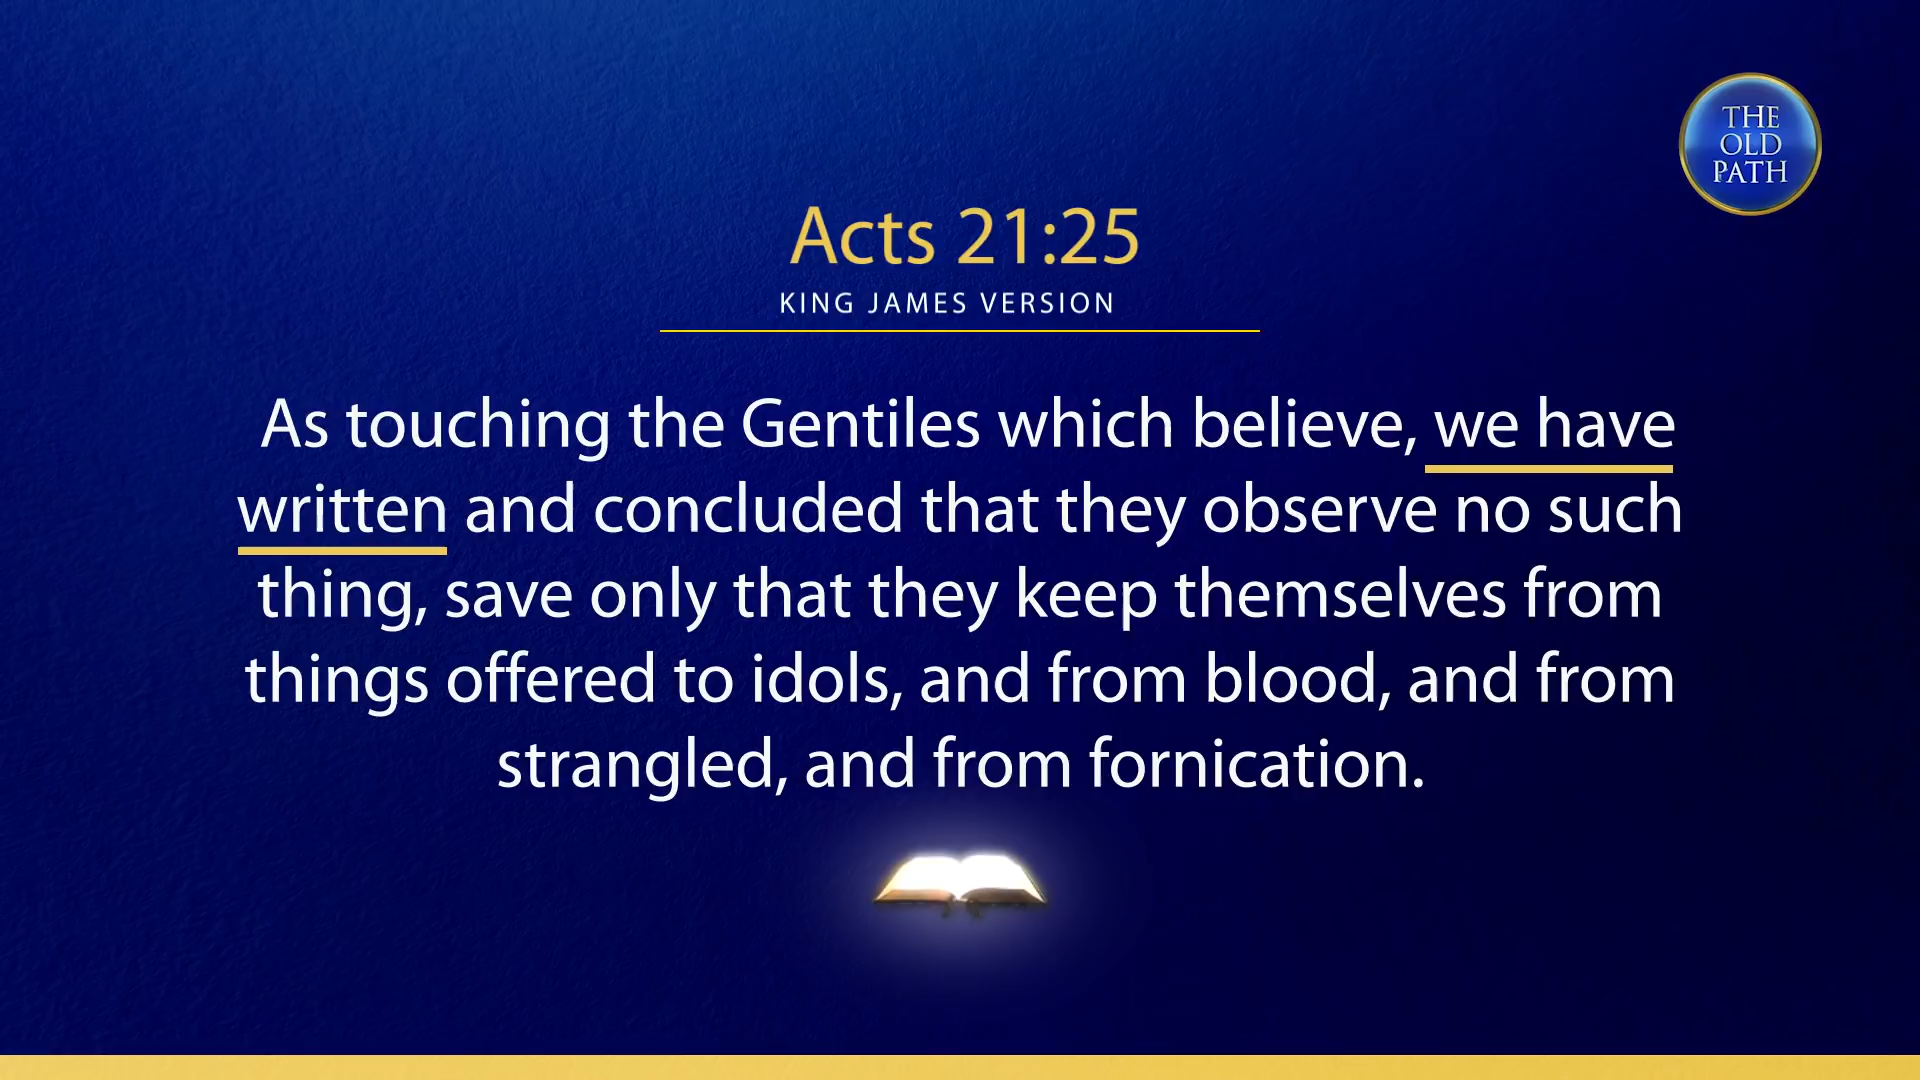 THE
OLD
PATH
Acts 21:25
KING JAMES VERSION
As touching the Gentiles which believe, we have
written and concluded that they observe no such
thing, save only that they keep themselves from
things offered to idols, and from blood, and from
strangled, and from fornication.